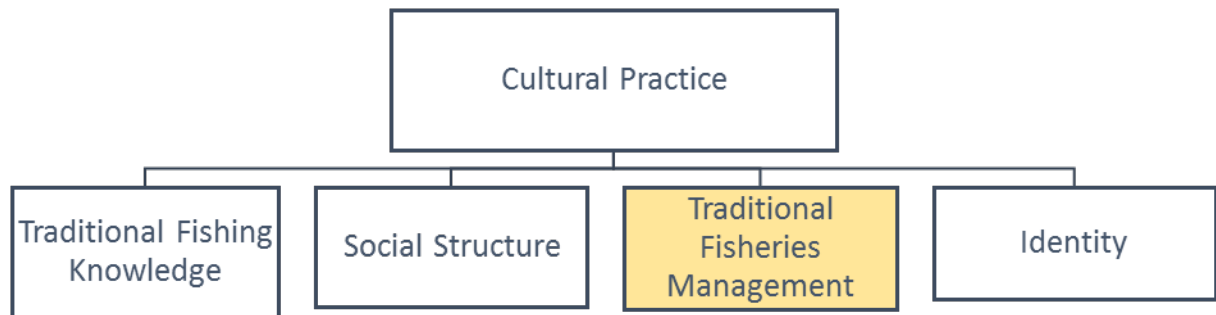 Cultural Practice
Traditional Fishing
Knowledge
Social Structure
Traditional
Fisheries
Management
Identity